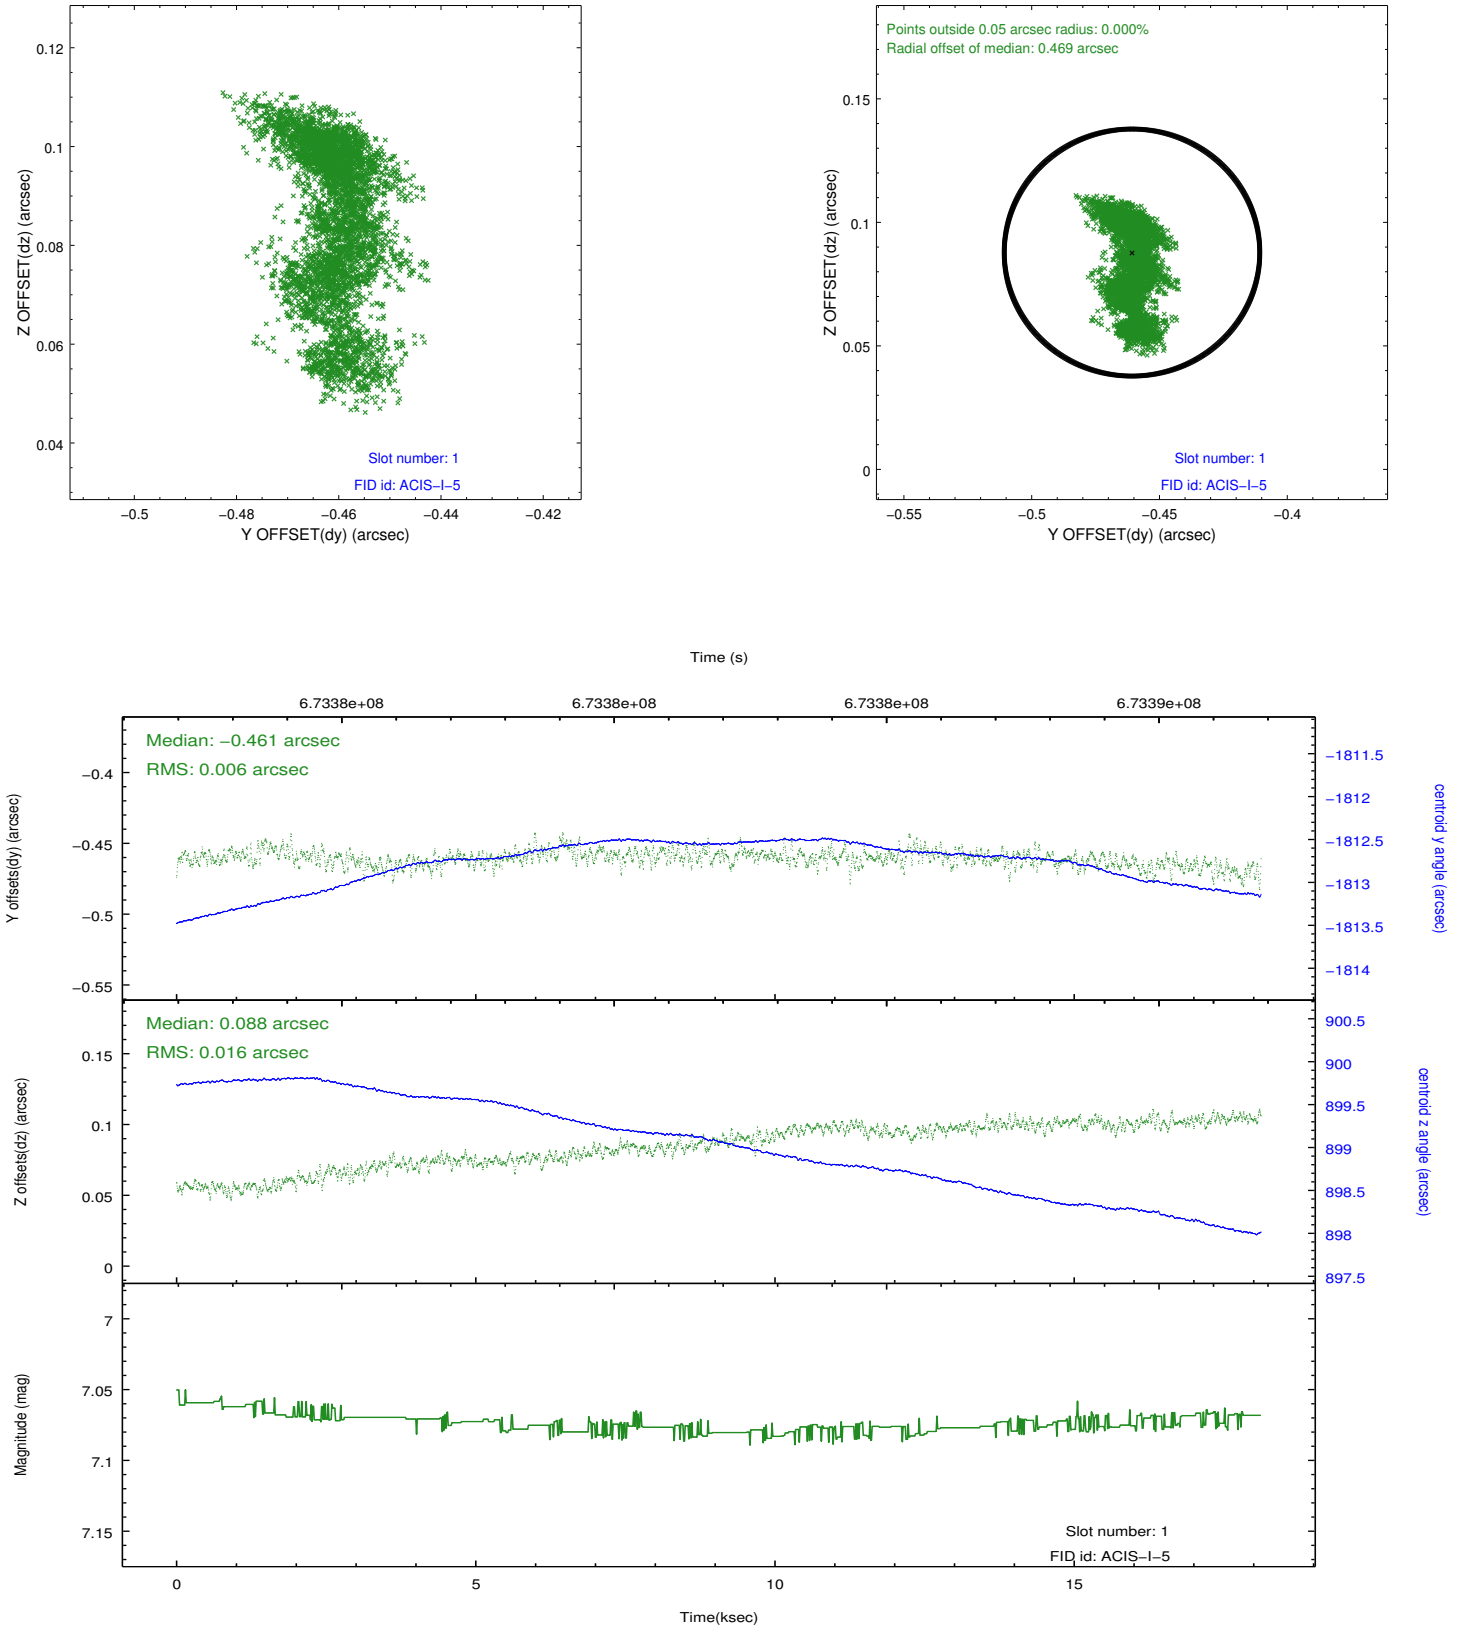 0.12
0.1
0.08
0.06
0.04
Z OFFSET(dz) (arcsec)
Slot number: 1
FID id: ACIS−I−5
−0.5
−0.48
−0.46
−0.44
−0.42
Y OFFSET(dy) (arcsec)
Points outside 0.05 arcsec radius: 0.000%
Radial offset of median: 0.469 arcsec
0.15
0.1
0.05
0
Z OFFSET(dz) (arcsec)
Slot number: 1
FID id: ACIS−I−5
−0.55
−0.5
−0.45
−0.4
Y OFFSET(dy) (arcsec)
Time (s)
6.7338e+08
6.7338e+08
6.7338e+08
6.7339e+08
Median: −0.461 arcsec
RMS: 0.006 arcsec
−0.4
−0.45
−0.5
−0.55
Y offsets(dy) (arcsec)
−1811.5
−1812
−1812.5
−1813
−1813.5
−1814
centroid y angle (arcsec)
Median: 0.088 arcsec
RMS: 0.016 arcsec
0.15
0.1
0.05
0
Z offsets(dz) (arcsec)
900.5
900
899.5
899
898.5
898
897.5
centroid z angle (arcsec)
7
7.05
7.1
7.15
Magnitude (mag)
Slot number: 1
FID id: ACIS−I−5
0
5
10
15
Time(ksec)